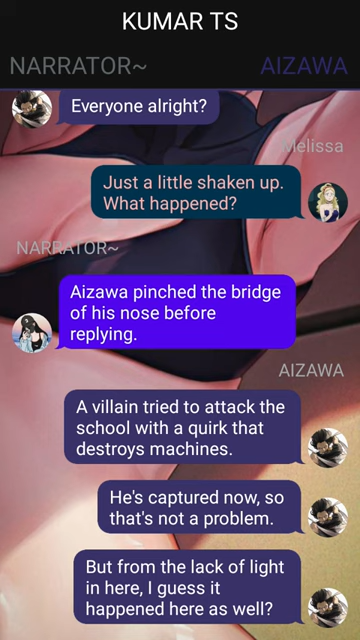 KUMAR TS
NARRATOR~
AIZAWA
Everyone alright?
Melissa
Just a little shaken up.
What happened?
NARRATOR~
Aizawa pinched the bridge
of his nose before
replying.
AIZAWA
A villain tried to attack the
school with a quirk that
destroys machines.
He's captured now, so
that's not a problem.
But from the lack of light
in here, I guess it
happened here as well?